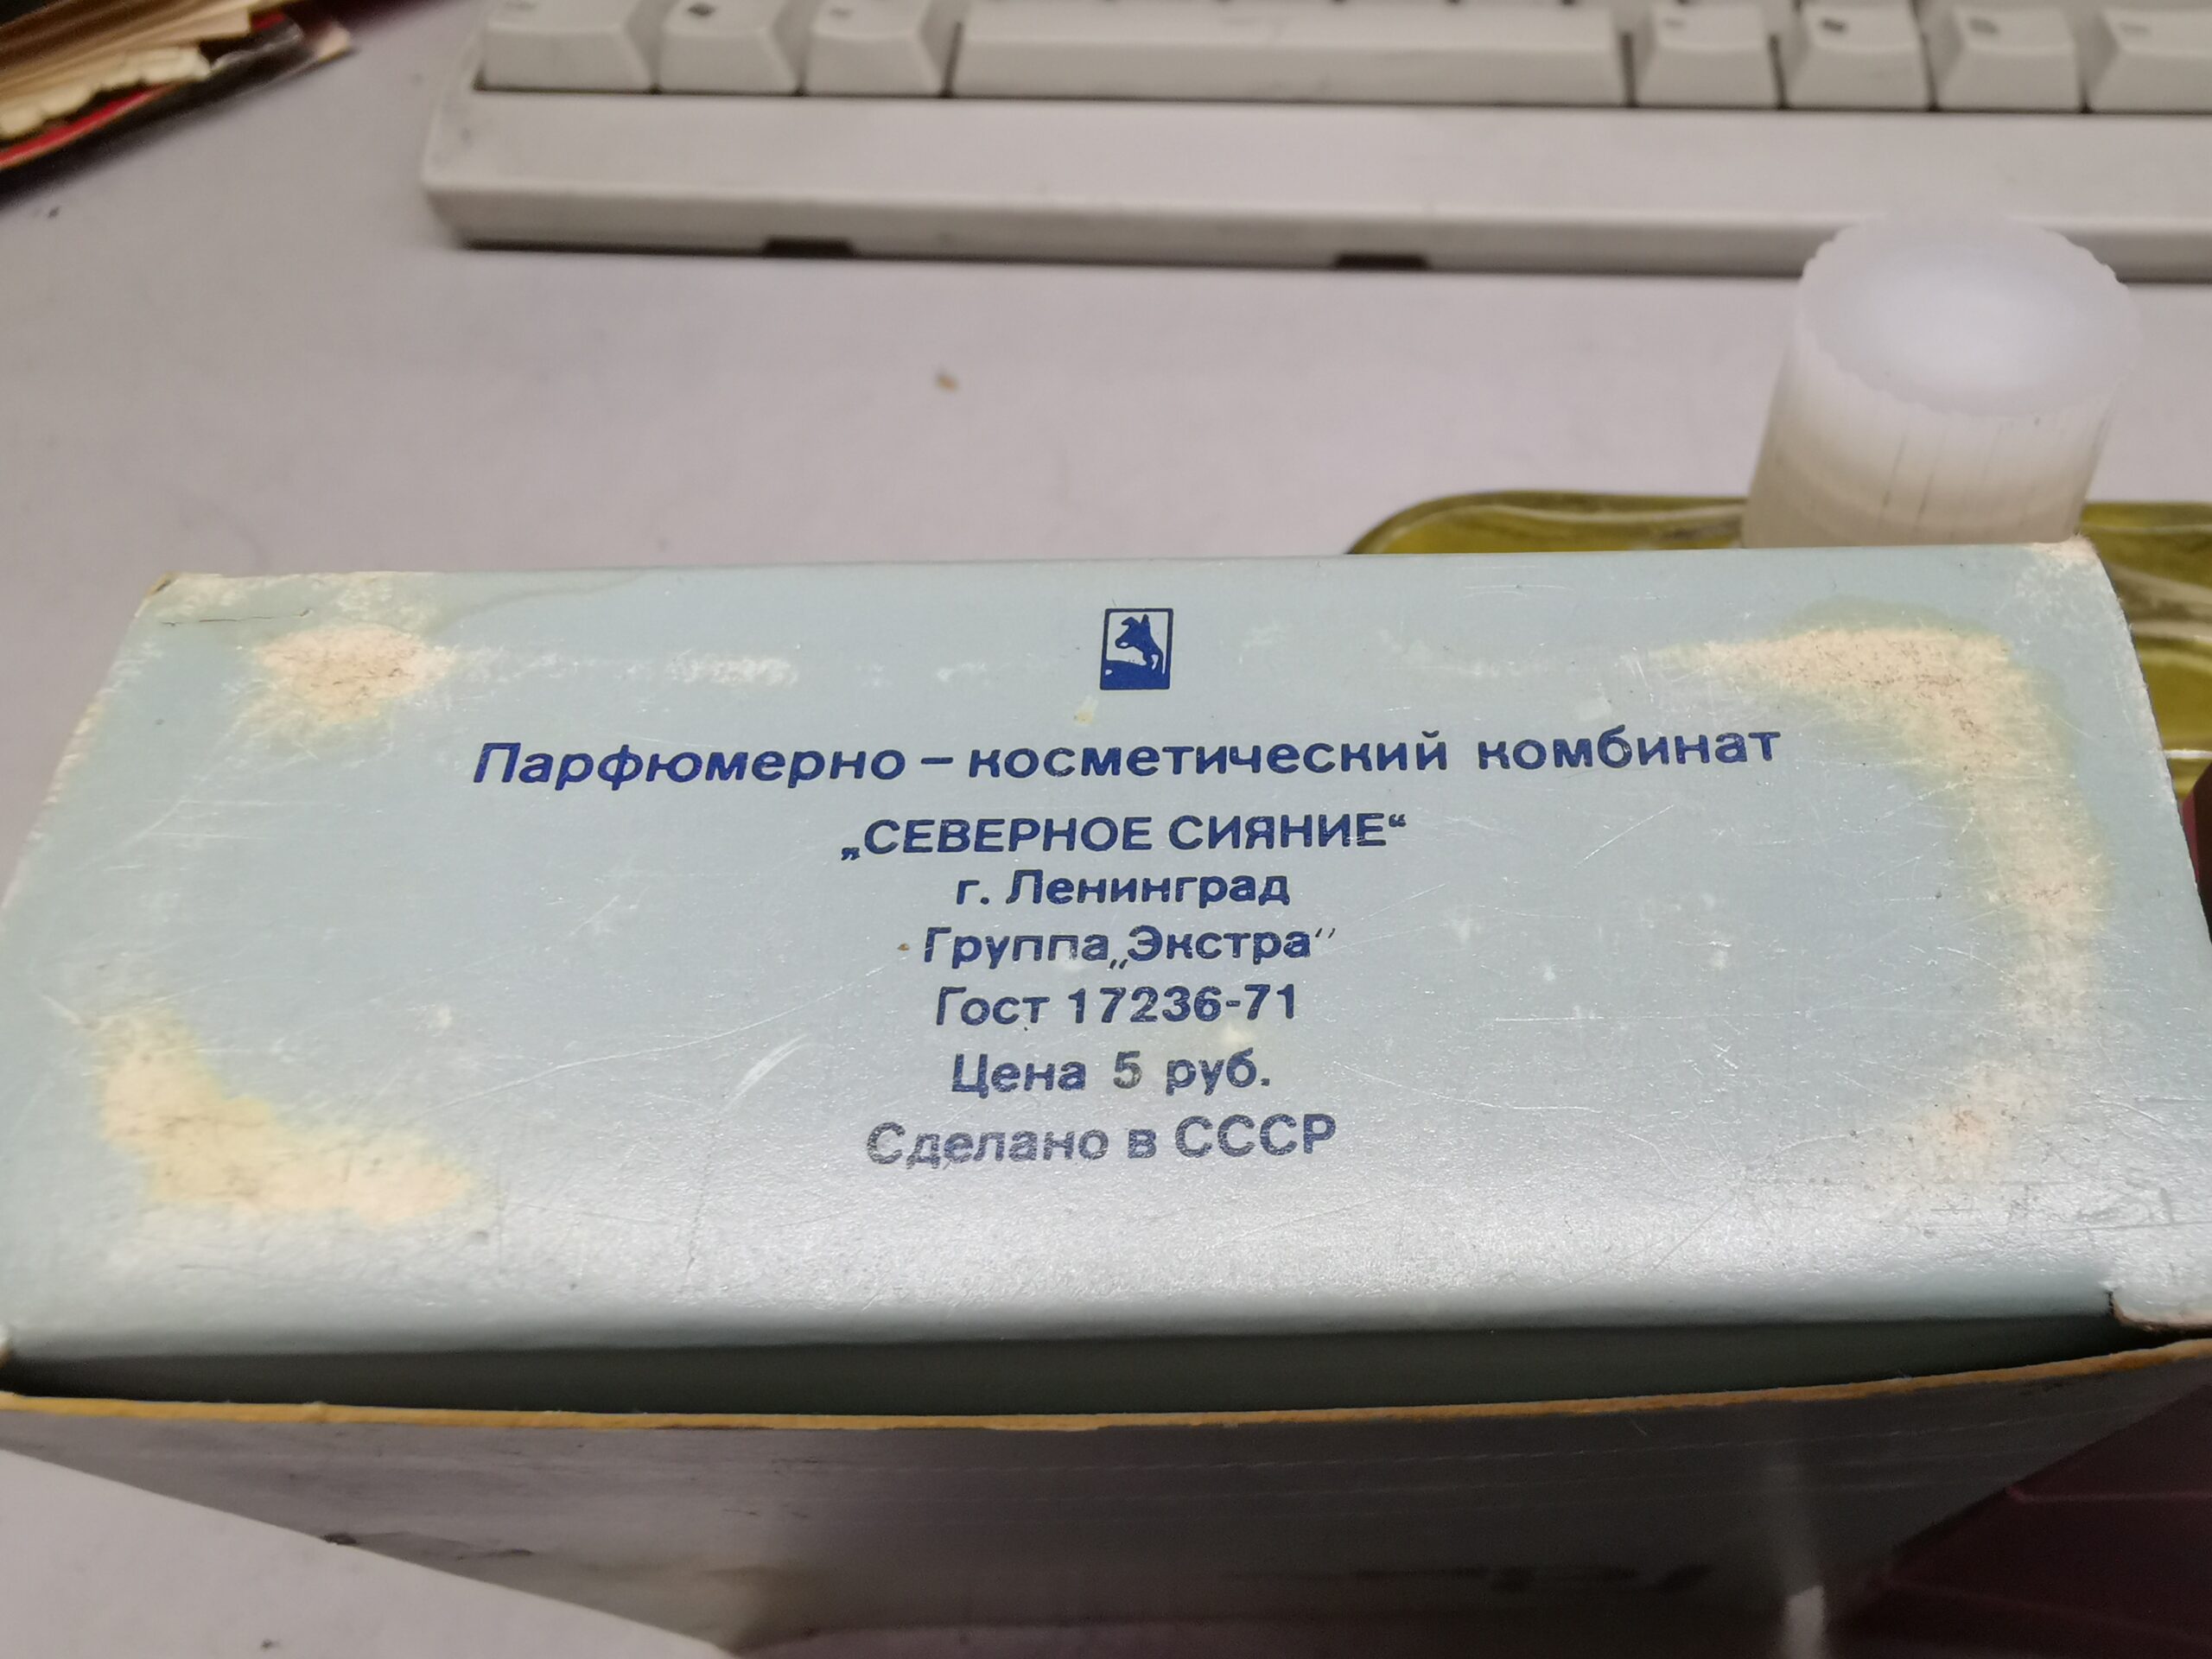 Парфюмерно – косметический комбинат
„СЕВЕРНОЕ СИЯНИЕ“
г. Ленинград
Группа „Экстра"
Гост 17236-71
Цена 5 руб.
Сделано в СССР